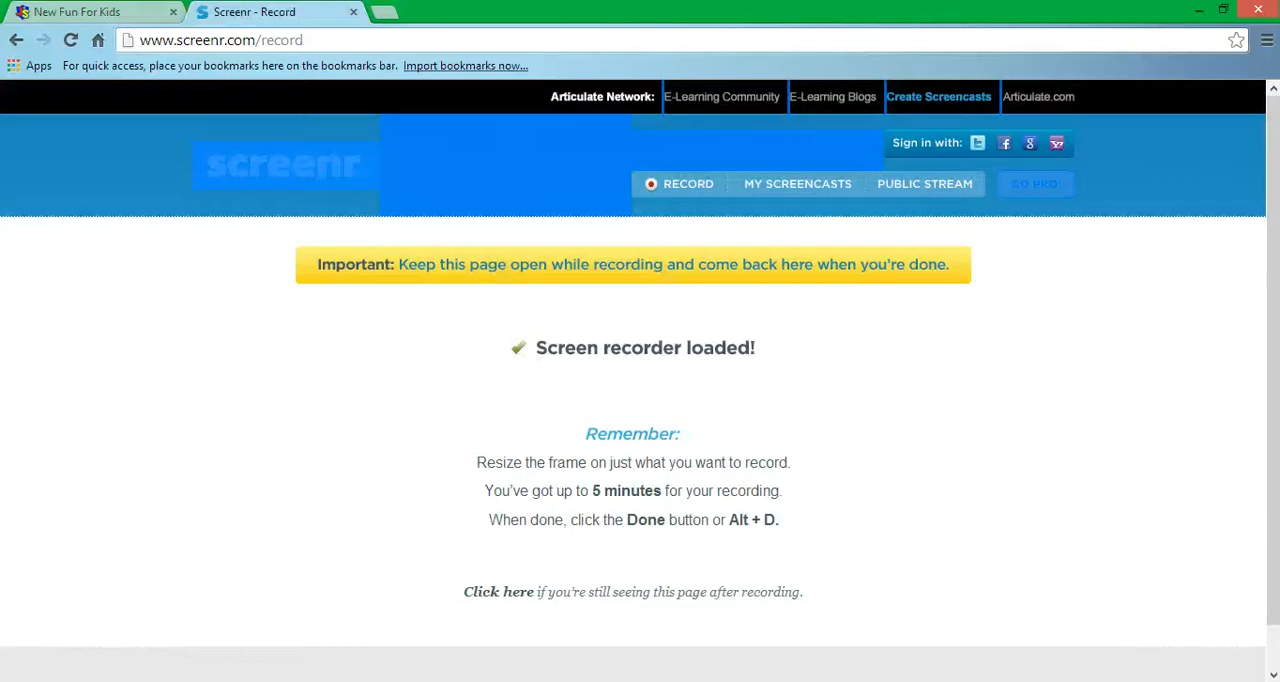 New Fun For Kids
Screenr - Record
www.screenr.com/record
Apps For quick access, place your bookmarks here on the bookmarks bar. Import bookmarks now...
Articulate Network: E-Learning Community E-Learning Blogs Create Screencasts Articulate.com
Sign in with:
screenr
RECORD MY SCREENCASTS PUBLIC STREAM GO PRO
Important: Keep this page open while recording and come back here when you're done.
Screen recorder loaded!
Remember:
Resize the frame on just what you want to record.
You've got up to 5 minutes for your recording.
When done, click the Done button or Alt + D.
Click here if you're still seeing this page after recording.